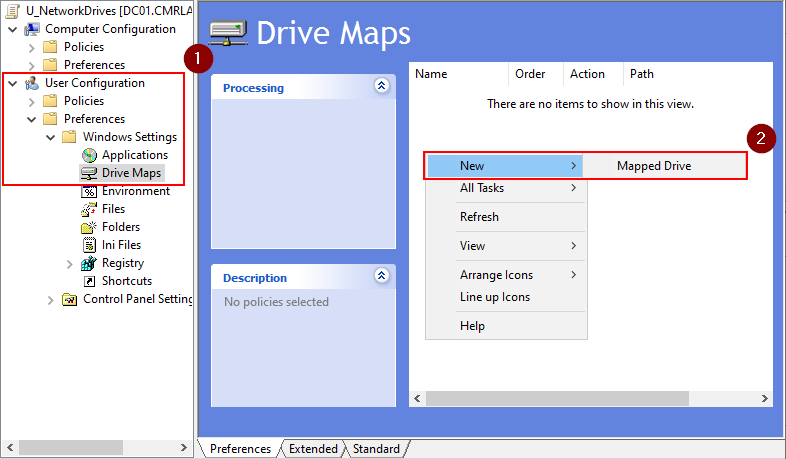 U_NetworkDrives [DC01.CMRLA
Computer Configuration
Policies
Preferences
User Configuration
Policies
Preferences
Windows Settings
Applications
Drive Maps
Environment
Files
Folders
Ini Files
Registry
Shortcuts
Control Panel Setting
1
Drive Maps
Processing
Description
No policies selected
Name Order Action Path
There are no items to show in this view.
2
New Mapped Drive
All Tasks
Refresh
View
Arrange Icons
Line up Icons
Help
Preferences Extended Standard